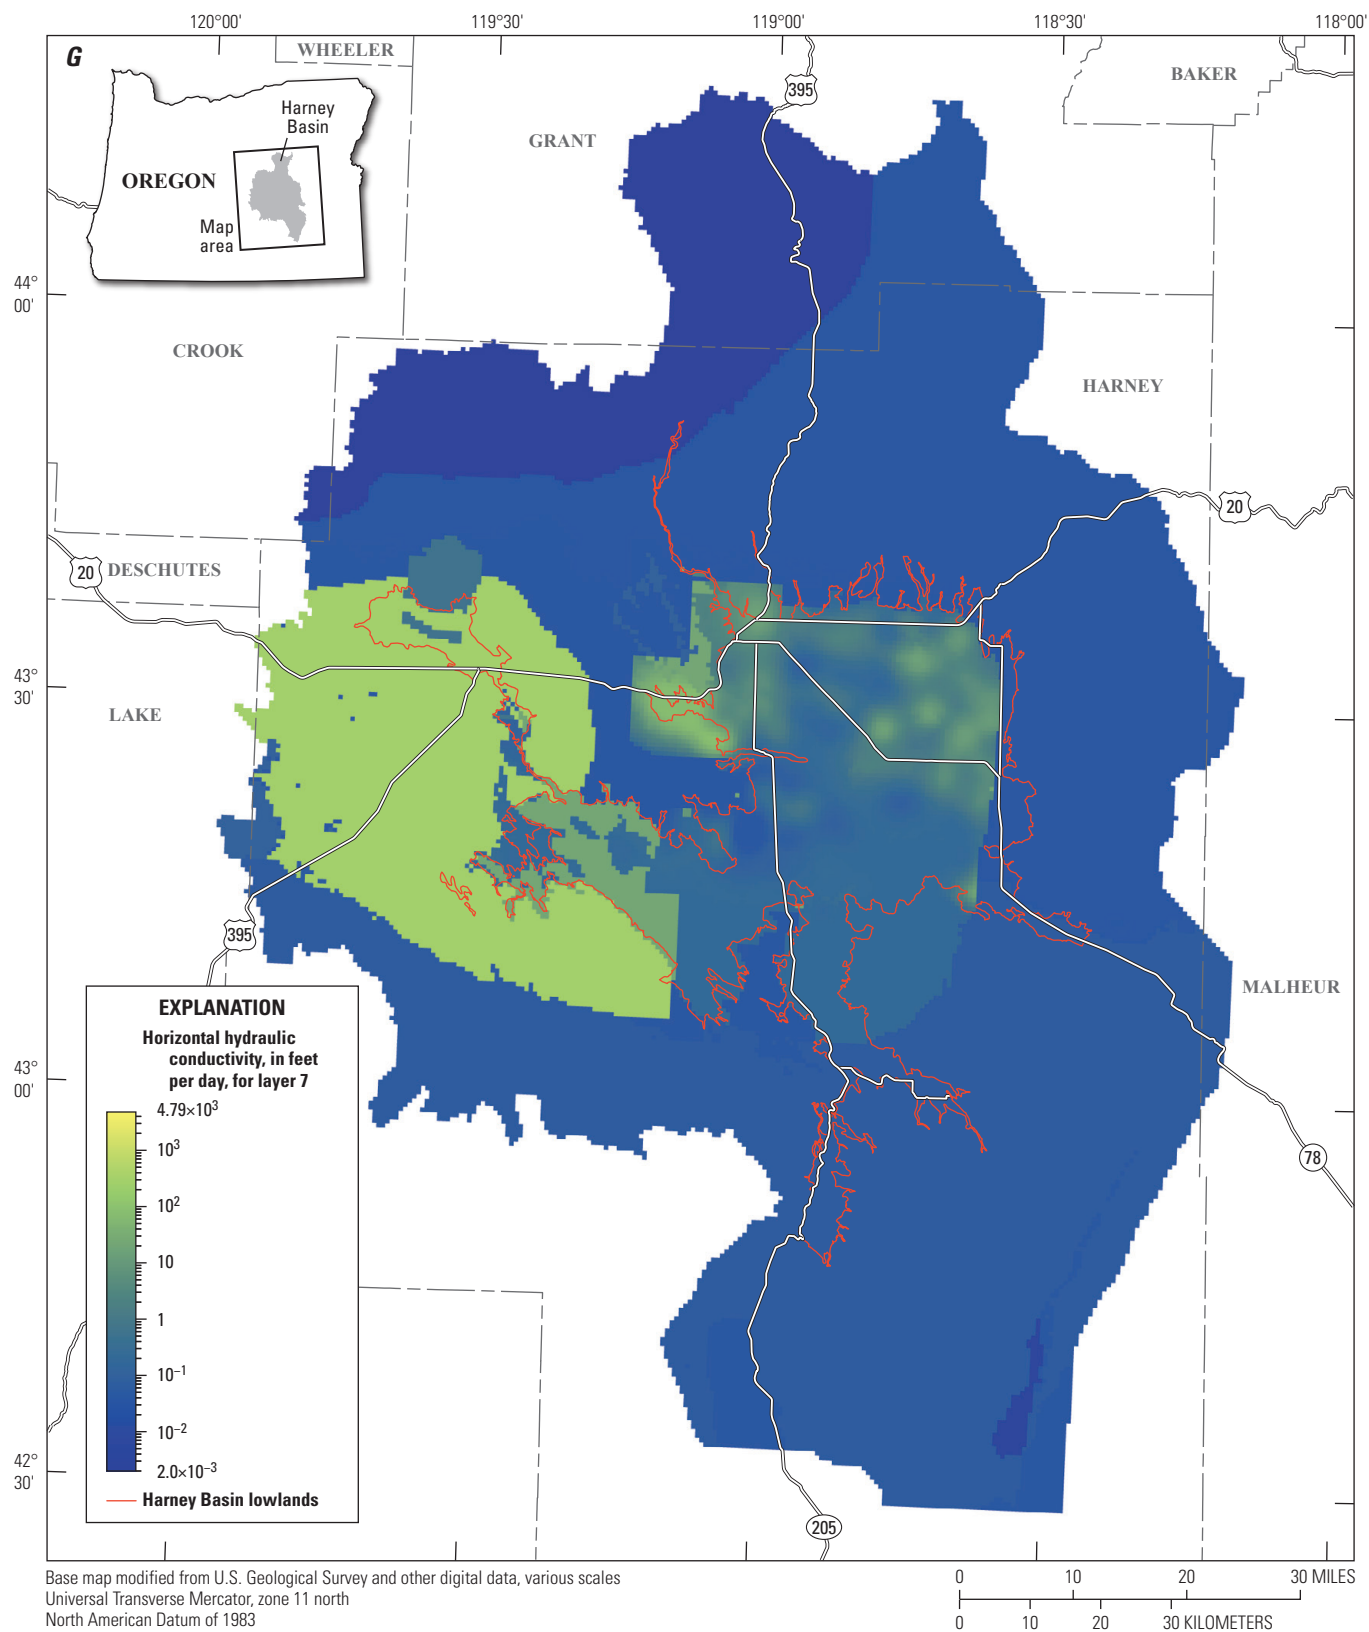 120°00'
119°30'
119°00'
118°30'
118°00'
G
WHEELER
BAKER
395
Harney
Basin
GRANT
OREGON
Map
area
44°
00'
CROOK
HARNEY
20
20
DESCHUTES
43°
30'
LAKE
395
MALHEUR
EXPLANATION
Horizontal hydraulic
conductivity, in feet
per day, for layer 7
43°
00'
4.79×10³
10³
10²
10
1
10⁻¹
10⁻²
2.0×10⁻³
Harney Basin lowlands
78
42°
30'
205
Base map modified from U.S. Geological Survey and other digital data, various scales
Universal Transverse Mercator, zone 11 north
North American Datum of 1983
0 10 20 30 MILES
0 10 20 30 KILOMETERS